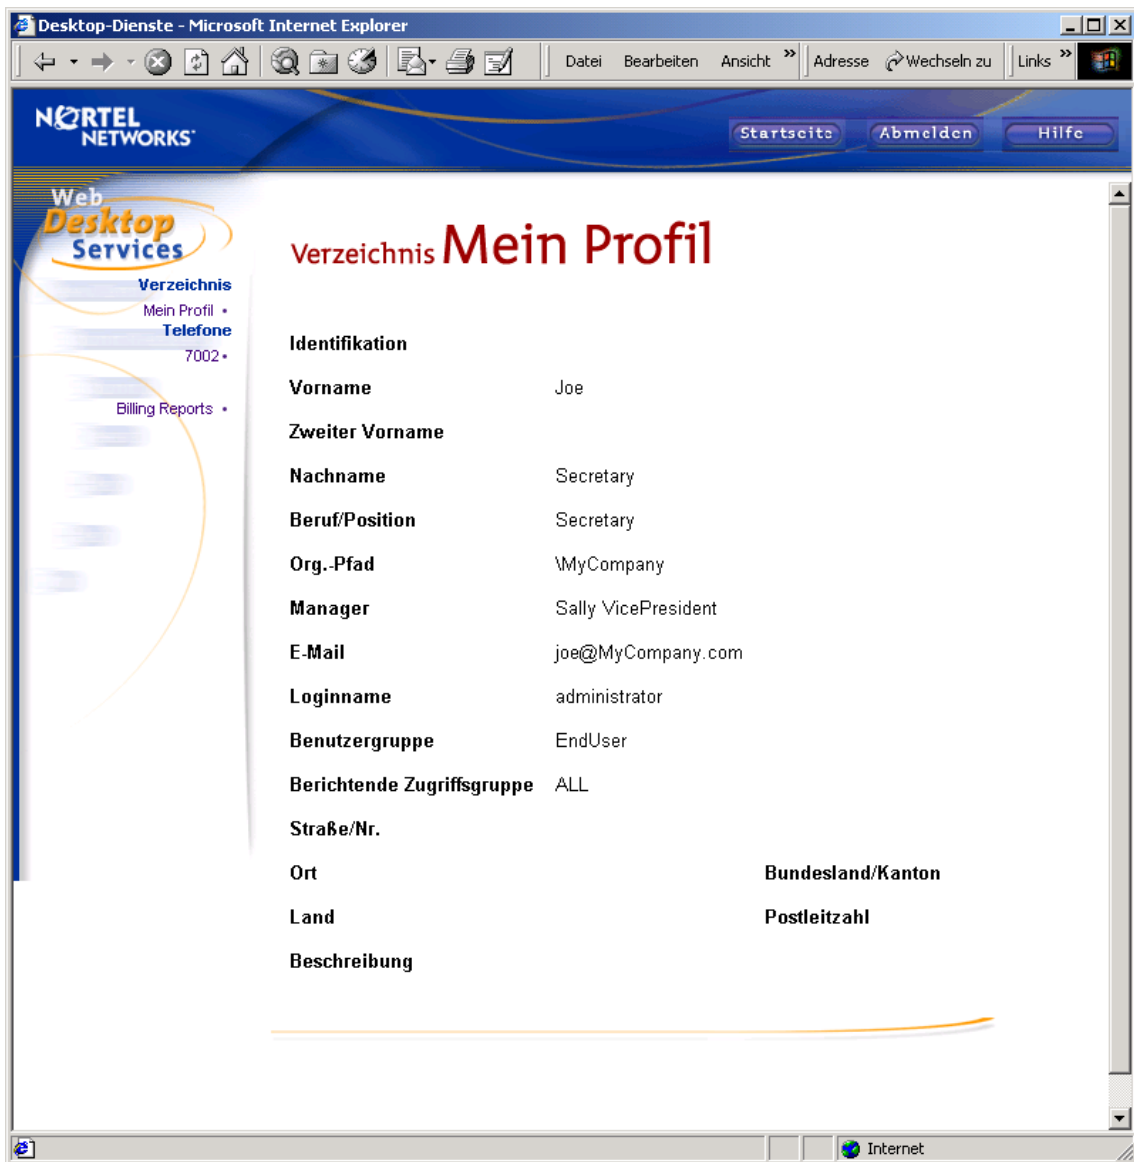 Desktop-Dienste - Microsoft Internet Explorer
Datei Bearbeiten Ansicht » Adresse Wechseln zu Links »
NORTEL
NETWORKS
Startseite Abmelden Hilfe
Web
Desktop
Services
Verzeichnis
Mein Profil •
Telefone
7002 •
Billing Reports •
Verzeichnis Mein Profil
Identifikation
Vorname Joe
Zweiter Vorname
Nachname Secretary
Beruf/Position Secretary
Org.-Pfad \MyCompany
Manager Sally VicePresident
E-Mail joe@MyCompany.com
Loginname administrator
Benutzergruppe EndUser
Berichtende Zugriffsgruppe ALL
Straße/Nr.
Ort Bundesland/Kanton
Land Postleitzahl
Beschreibung
Internet